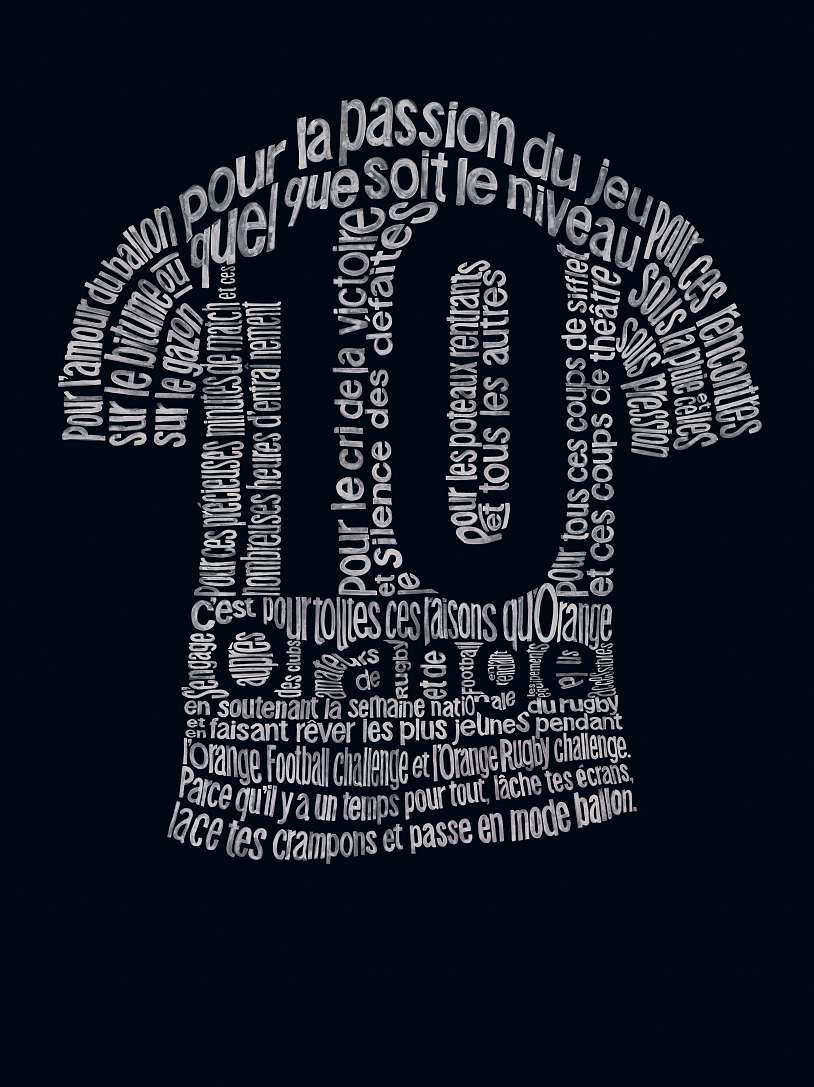 Pour l'amour du ballon pour la passion du jeu pour ces rencontres
sur le bitume ou
sur le gazon
quel que soit le niveau
sous la pluie et celles
sous pression
Pour ces précieuses minutes de match et ces
nombreuses heures d'entraînement
10
pour le cri de la victoire
et le silence des défaites
pour les poteaux rentrants
et tous les autres
pour tous ces coups de sifflet
et ces coups de théâtre
C'est pour toutes ces raisons qu'Orange
s'engage auprès des clubs amateurs de Rugby et de Football en
orange
en soutenant la semaine nationale du rugby
et en faisant rêver les plus jeunes pendant
l'Orange Football challenge et l'Orange Rugby challenge.
Parce qu'il y a un temps pour tout, lâche tes écrans,
lace tes crampons et passe en mode ballon.